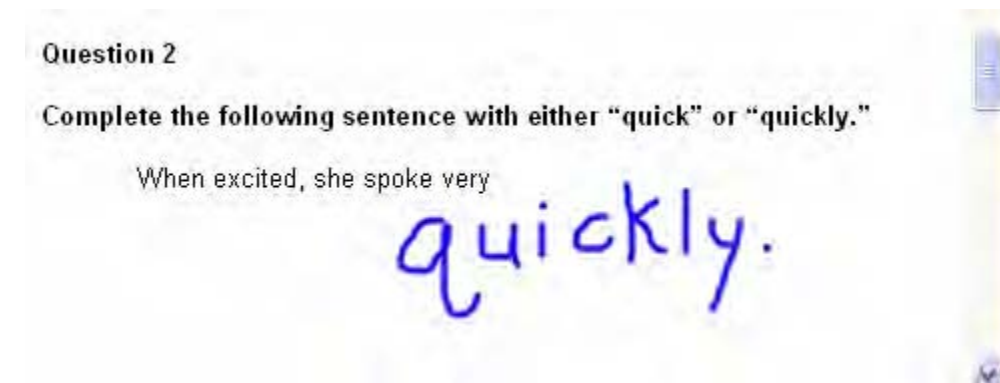 Question 2
Complete the following sentence with either “quick” or “quickly.”
When excited, she spoke very
quickly.